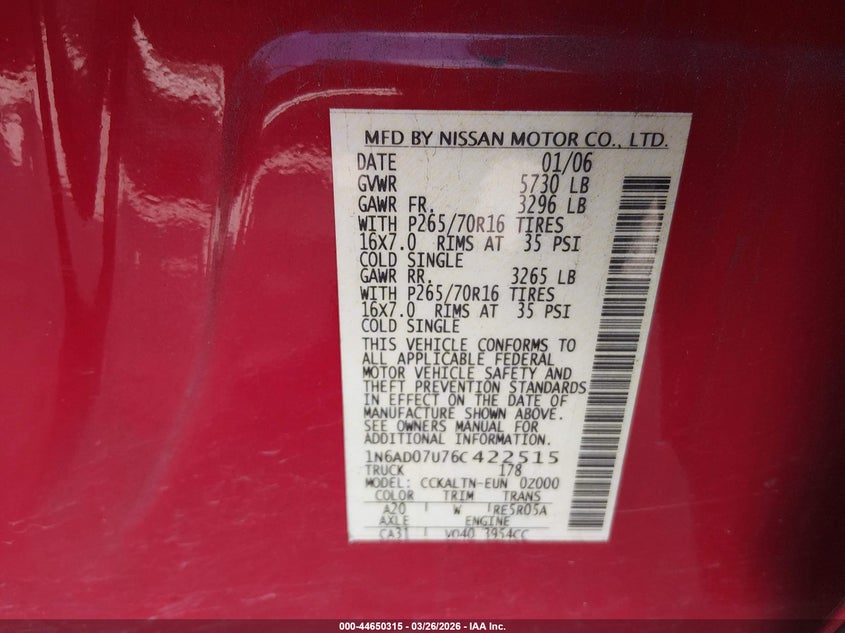 MFD BY NISSAN MOTOR CO., LTD.
DATE 01/06
GVWR 5730 LB
GAWR FR. 3296 LB
WITH P265/70R16 TIRES
16X7.0 RIMS AT 35 PSI
COLD SINGLE
GAWR RR. 3265 LB
WITH P265/70R16 TIRES
16X7.0 RIMS AT 35 PSI
COLD SINGLE
THIS VEHICLE CONFORMS TO
ALL APPLICABLE FEDERAL
MOTOR VEHICLE SAFETY AND
THEFT PREVENTION STANDARDS
IN EFFECT ON THE DATE OF
MANUFACTURE SHOWN ABOVE.
SEE OWNERS MANUAL FOR
ADDITIONAL INFORMATION.
1N6AD07U76C422515
TRUCK 178
MODEL: CCKALTN-EUN 0Z000
COLOR TRIM TRANS
A20 W RE5R05A
AXLE ENGINE
CA31 VQ40 3954CC
000-44650315 | 03/26/2026 - IAA Inc.